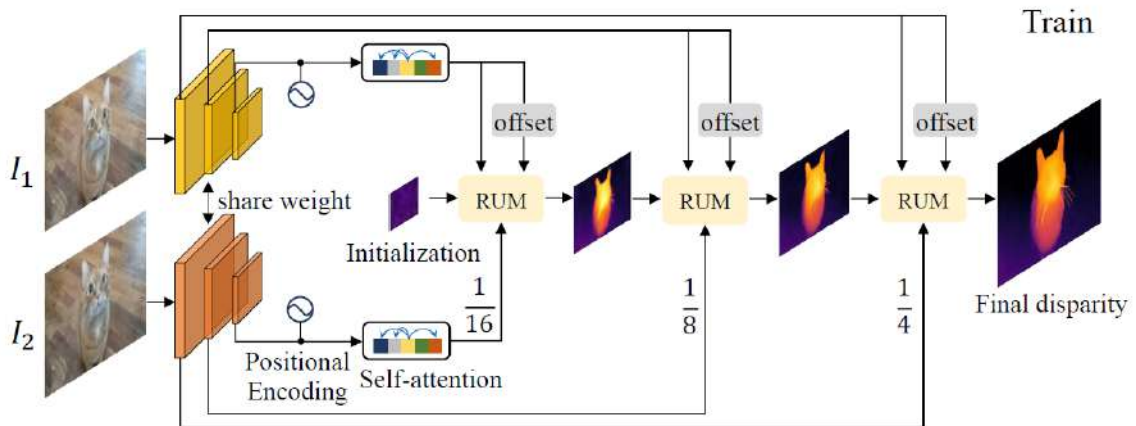 Train
offset
offset
offset
I₁
share weight
RUM
RUM
RUM
Initialization
1/16
1/8
1/4
Final disparity
I₂
Positional
Encoding
Self-attention